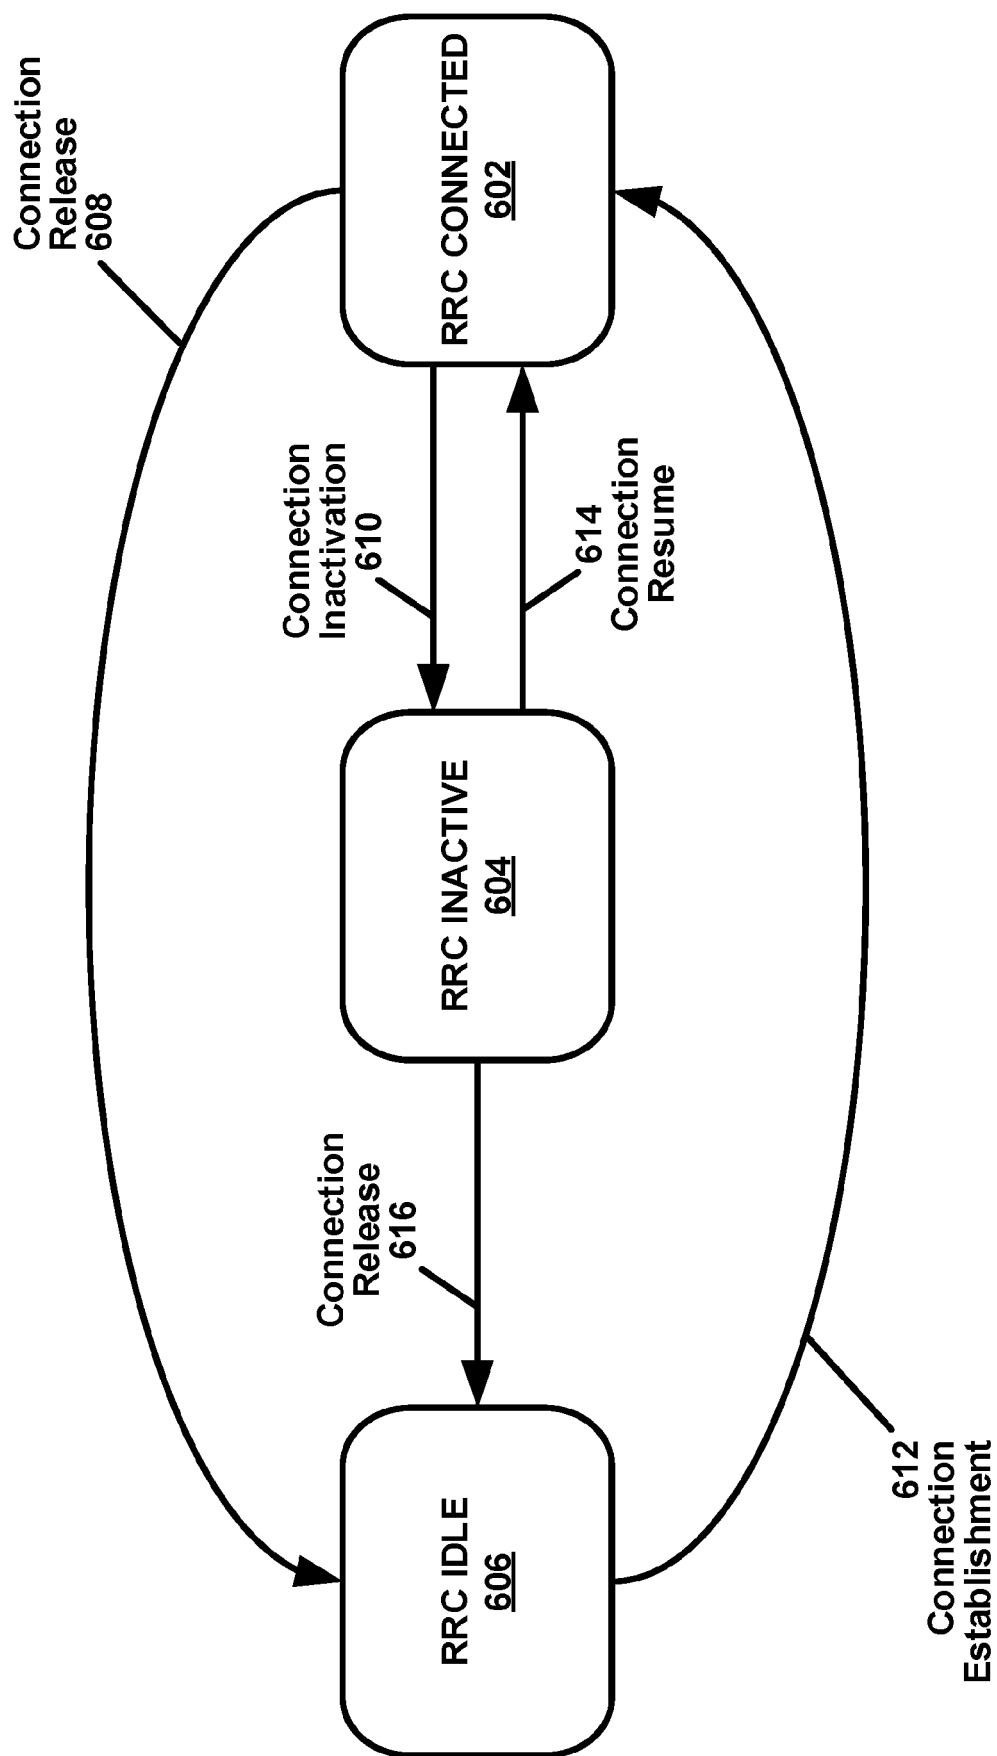 Connection
Release
608
RRC IDLE
606
Connection
Release
616
RRC INACTIVE
604
Connection
Inactivation
610
614
Connection
Resume
RRC CONNECTED
602
612
Connection
Establishment